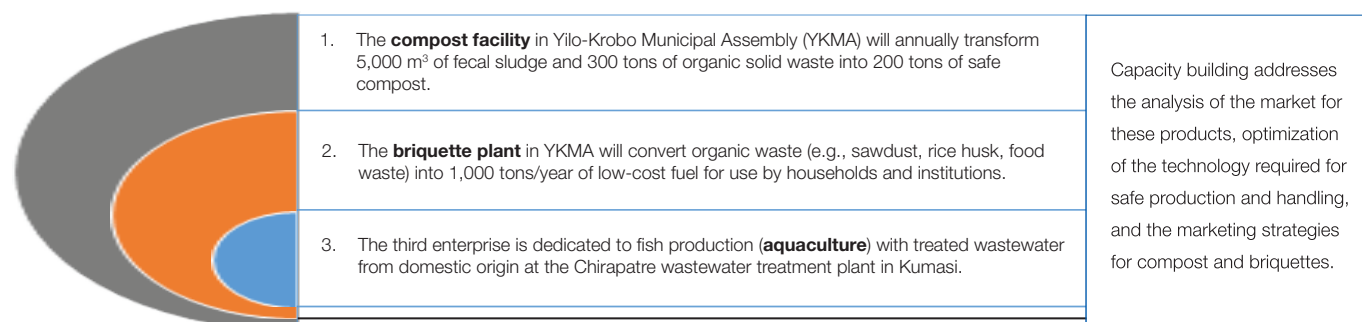 1. The compost facility in Yilo-Krobo Municipal Assembly (YKMA) will annually transform
5,000 m³ of fecal sludge and 300 tons of organic solid waste into 200 tons of safe
compost.
2. The briquette plant in YKMA will convert organic waste (e.g., sawdust, rice husk, food
waste) into 1,000 tons/year of low-cost fuel for use by households and institutions.
3. The third enterprise is dedicated to fish production (aquaculture) with treated wastewater
from domestic origin at the Chirapatre wastewater treatment plant in Kumasi.
Capacity building addresses
the analysis of the market for
these products, optimization
of the technology required for
safe production and handling,
and the marketing strategies
for compost and briquettes.